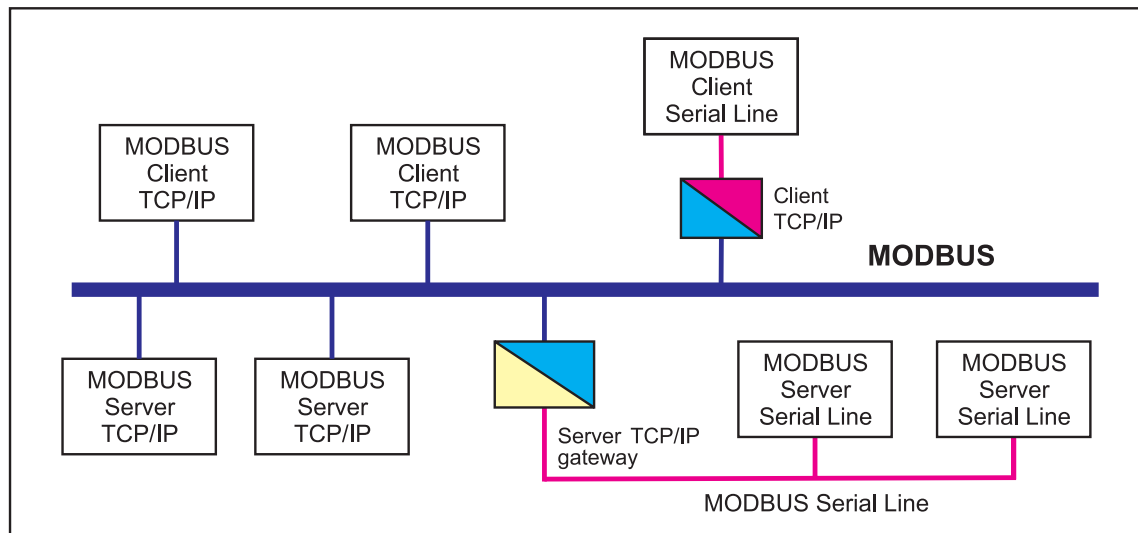 MODBUS
Client
Serial Line
MODBUS
Client
TCP/IP
MODBUS
Client
TCP/IP
Client
TCP/IP
MODBUS
MODBUS
Server
TCP/IP
MODBUS
Server
TCP/IP
Server TCP/IP
gateway
MODBUS
Server
Serial Line
MODBUS
Server
Serial Line
MODBUS Serial Line